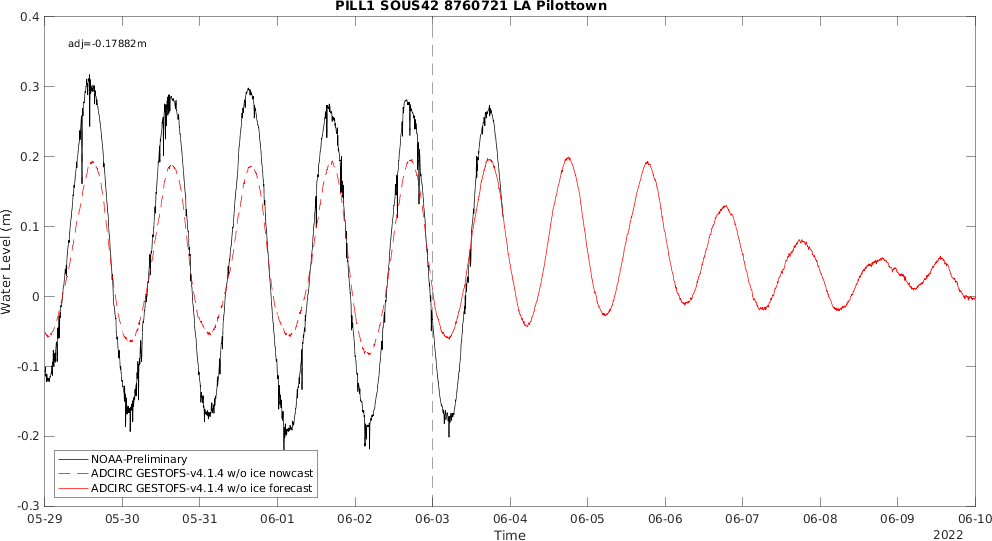 PILL1 SOUS42 8760721 LA Pilottown
adj=-0.17882m
Water Level (m)
0.4
0.3
0.2
0.1
0
-0.1
-0.2
-0.3
NOAA-Preliminary
ADCIRC GESTOFS-v4.1.4 w/o ice nowcast
ADCIRC GESTOFS-v4.1.4 w/o ice forecast
05-29 05-30 05-31 06-01 06-02 06-03 06-04 06-05 06-06 06-07 06-08 06-09 06-10
Time
2022